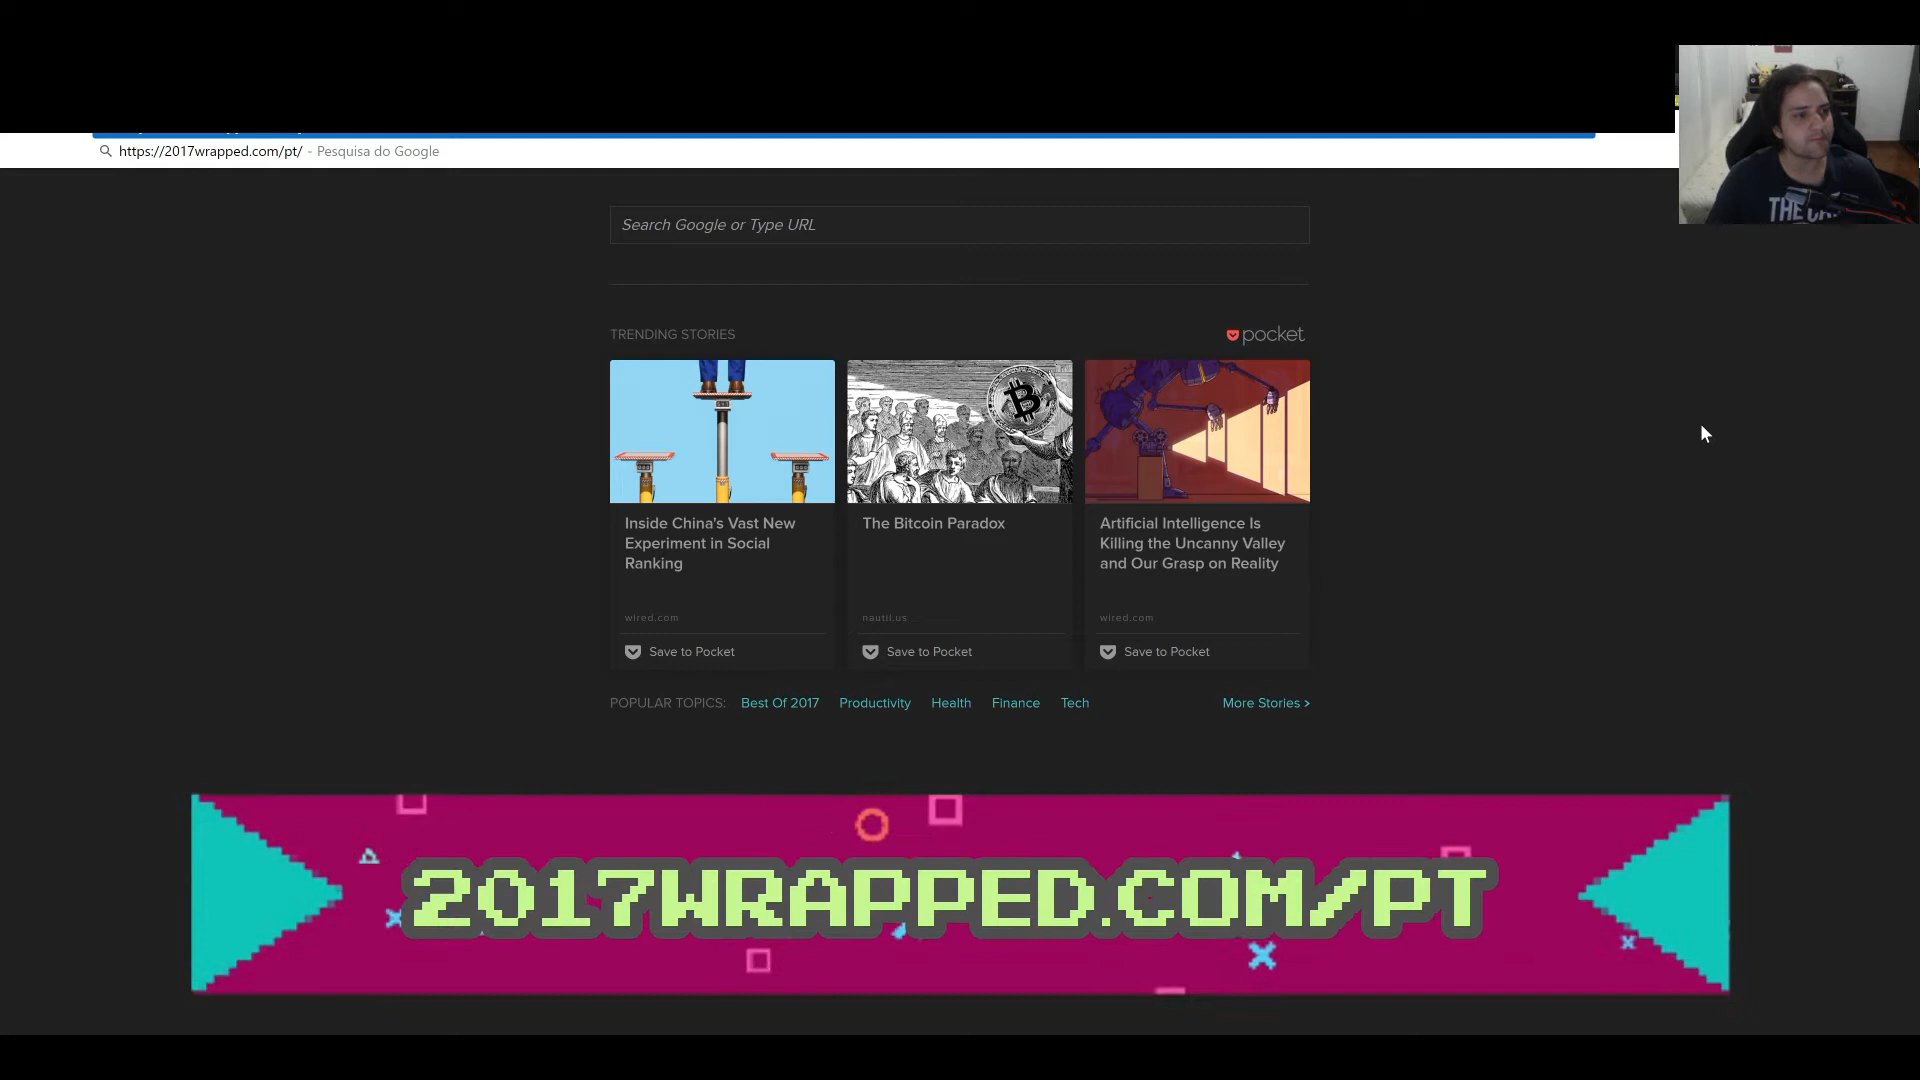 https://2017wrapped.com/pt/ - Pesquisa do Google
Search Google or Type URL
TRENDING STORIES
pocket
Inside China's Vast New
Experiment in Social
Ranking
wired.com
Save to Pocket
The Bitcoin Paradox
nautil.us
Save to Pocket
Artificial Intelligence Is
Killing the Uncanny Valley
and Our Grasp on Reality
wired.com
Save to Pocket
POPULAR TOPICS: Best Of 2017 Productivity Health Finance Tech More Stories >
2017WRAPPED.COM/PT
THE